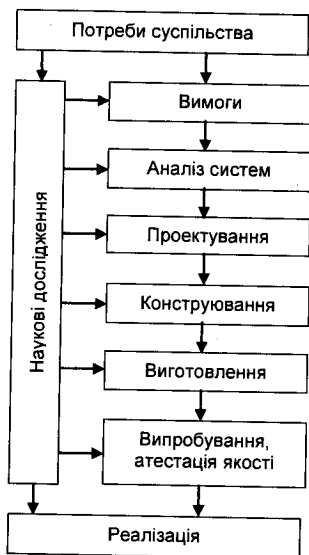 Потреби суспільства
Наукові дослідження
Вимоги
Аналіз систем
Проектування
Конструювання
Виготовлення
Випробування,
атестація якості
Реалізація